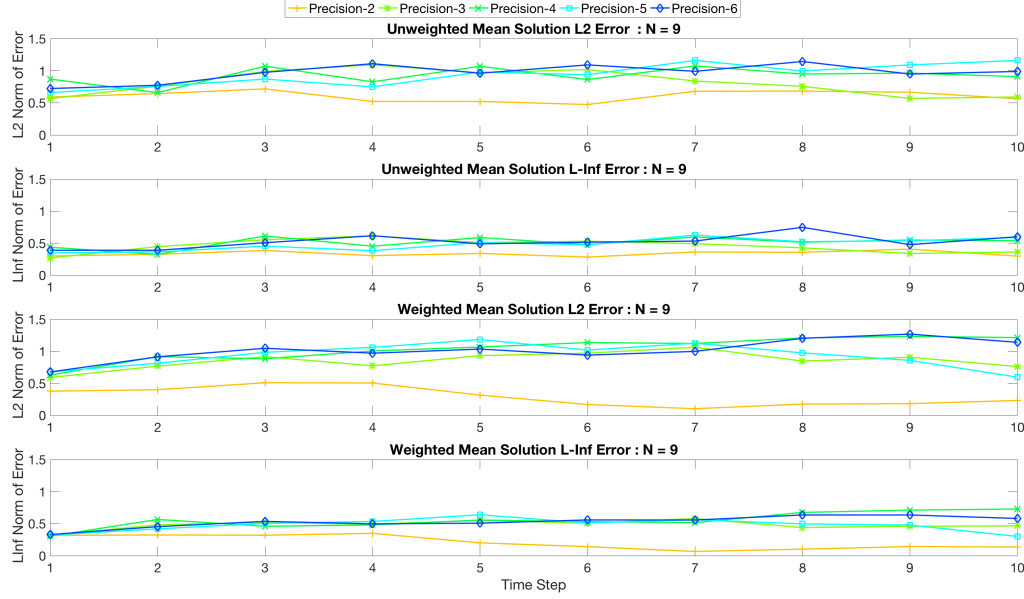 Precision-2 Precision-3 Precision-4 Precision-5 Precision-6
Unweighted Mean Solution L2 Error : N = 9
L2 Norm of Error
1.5
1
0.5
0
1 2 3 4 5 6 7 8 9 10
Unweighted Mean Solution L-Inf Error : N = 9
LInf Norm of Error
1.5
1
0.5
0
1 2 3 4 5 6 7 8 9 10
Weighted Mean Solution L2 Error : N = 9
L2 Norm of Error
1.5
1
0.5
0
1 2 3 4 5 6 7 8 9 10
Weighted Mean Solution L-Inf Error : N = 9
LInf Norm of Error
1.5
1
0.5
0
1 2 3 4 5 6 7 8 9 10
Time Step